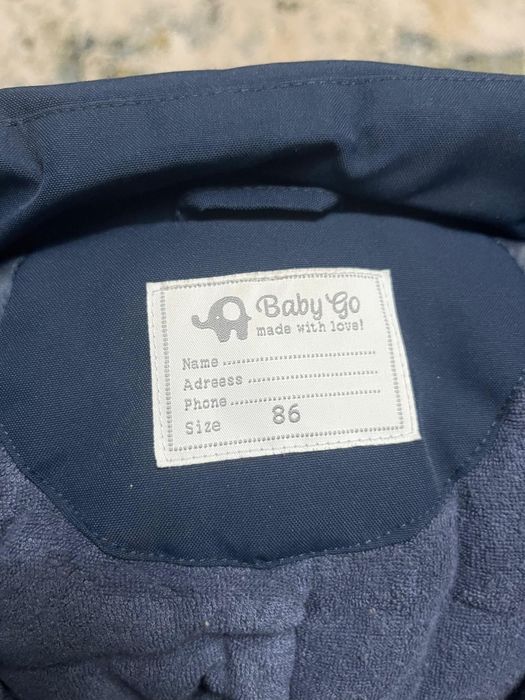 Baby Go
made with love!
Name ........................
Adreess ....................
Phone ......................
Size 86